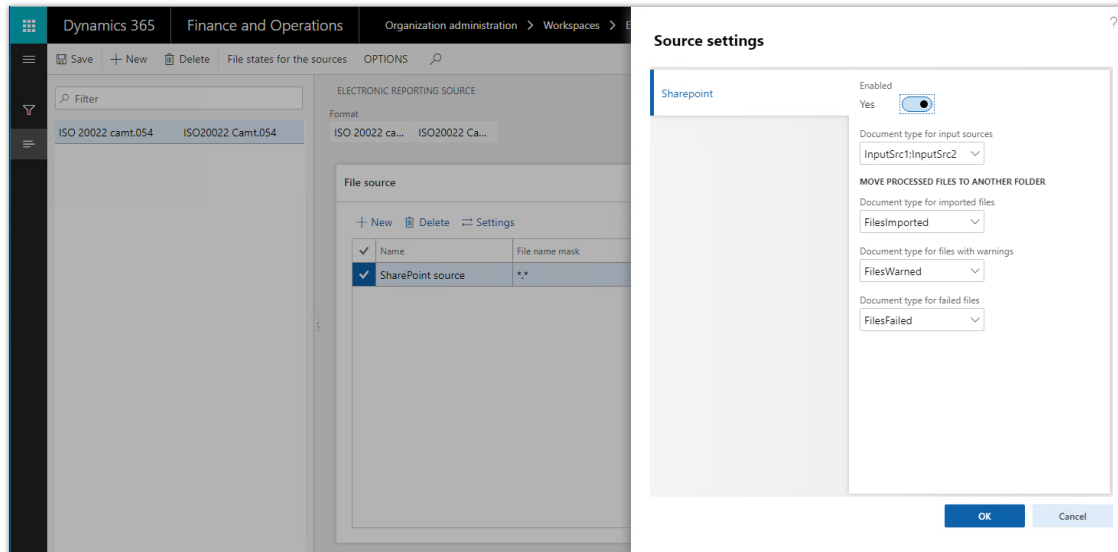 Dynamics 365
Finance and Operations
Organization administration > Workspaces > E
Save
New
Delete
File states for the sources
OPTIONS
Filter
ISO 20022 camt.054
ISO20022 Camt.054
ELECTRONIC REPORTING SOURCE
Format
ISO 20022 ca...
ISO20022 Ca...
File source
New
Delete
Settings
Name
File name mask
SharePoint source
*.*
?
Source settings
Sharepoint
Enabled
Yes
Document type for input sources
InputSrc1;InputSrc2
MOVE PROCESSED FILES TO ANOTHER FOLDER
Document type for imported files
FilesImported
Document type for files with warnings
FilesWarned
Document type for failed files
FilesFailed
OK
Cancel